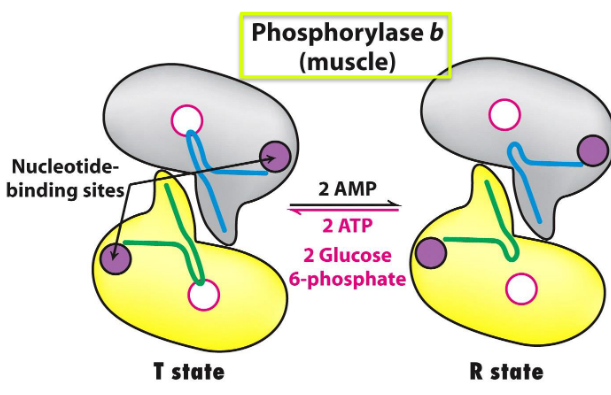 Phosphorylase b
(muscle)
Nucleotide-
binding sites
2 AMP
2 ATP
2 Glucose
6-phosphate
T state
R state